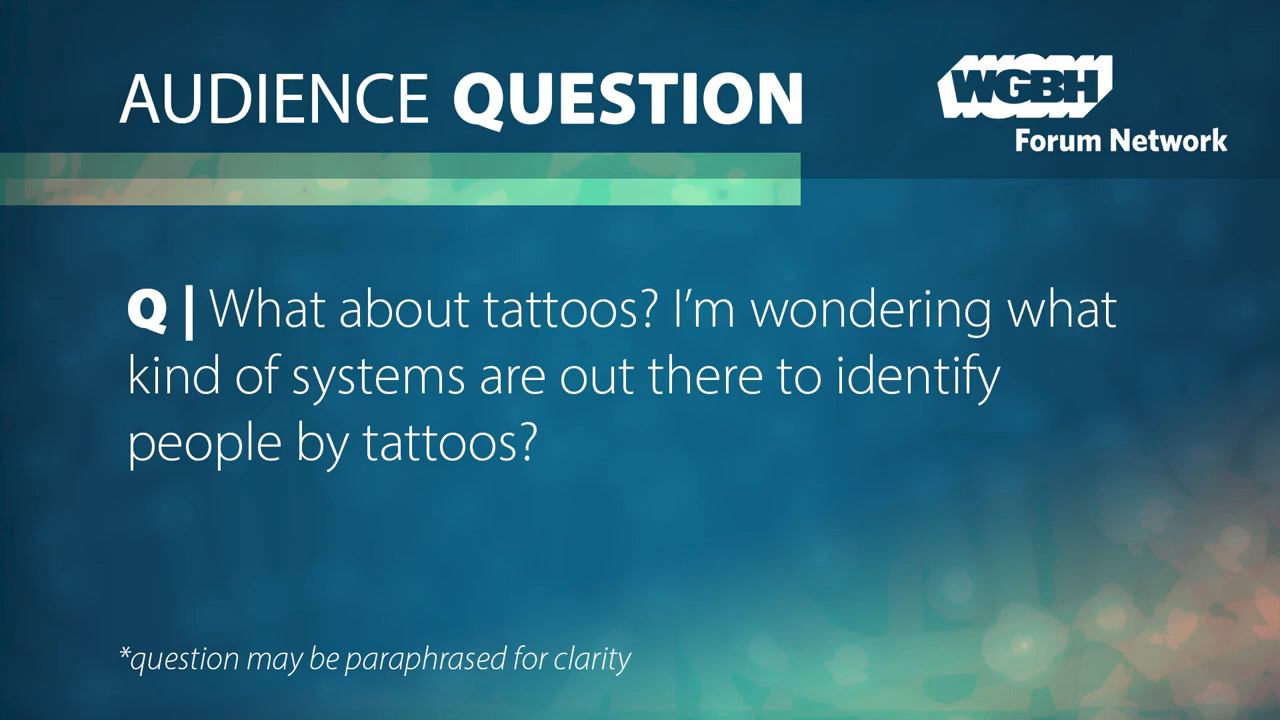 AUDIENCE QUESTION
WGBH
Forum Network
Q | What about tattoos? I’m wondering what
kind of systems are out there to identify
people by tattoos?
*question may be paraphrased for clarity